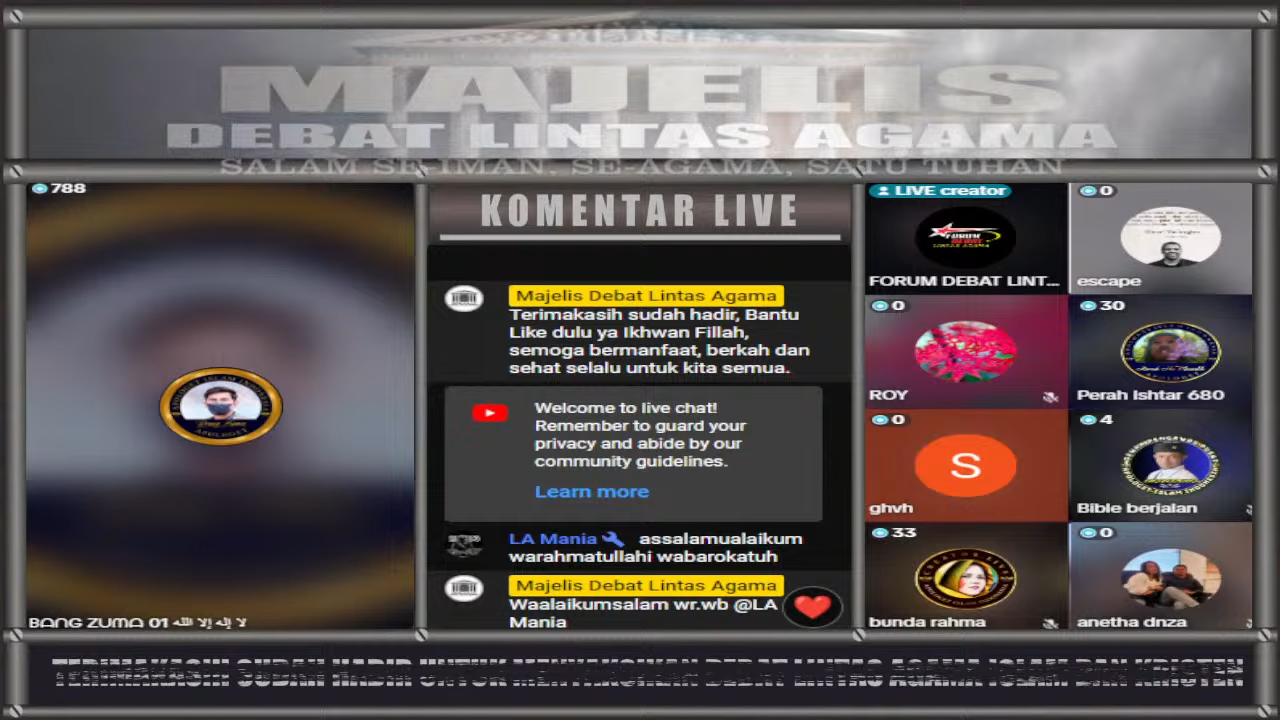 MAJELIS
DEBAT LINTAS AGAMA
SALAM SE-IMAN, SE-AGAMA, SATU TUHAN
788
BANG ZUMA 01 لا إله إلا الله
KOMENTAR LIVE
Majelis Debat Lintas Agama
Terimakasih sudah hadir, Bantu
Like dulu ya Ikhwan Fillah,
semoga bermanfaat, berkah dan
sehat selalu untuk kita semua.
Welcome to live chat!
Remember to guard your
privacy and abide by our
community guidelines.
Learn more
LA Mania assalamualaikum
warahmatullahi wabarokatuh
Majelis Debat Lintas Agama
Waalaikumsalam wr.wb @LA
Mania
LIVE creator
FORUM DEBAT LINT...
0
escape
0
ROY
30
Perah Ishtar 680
0
S
ghvh
4
Bible berjalan
33
bunda rahma
0
anetha dnza
TERIMAKASIH SUDAH HADIR UNTUK MENYAKSIKAN DEBAT LINTAS AGAMA ISLAM DAN KRISTEN